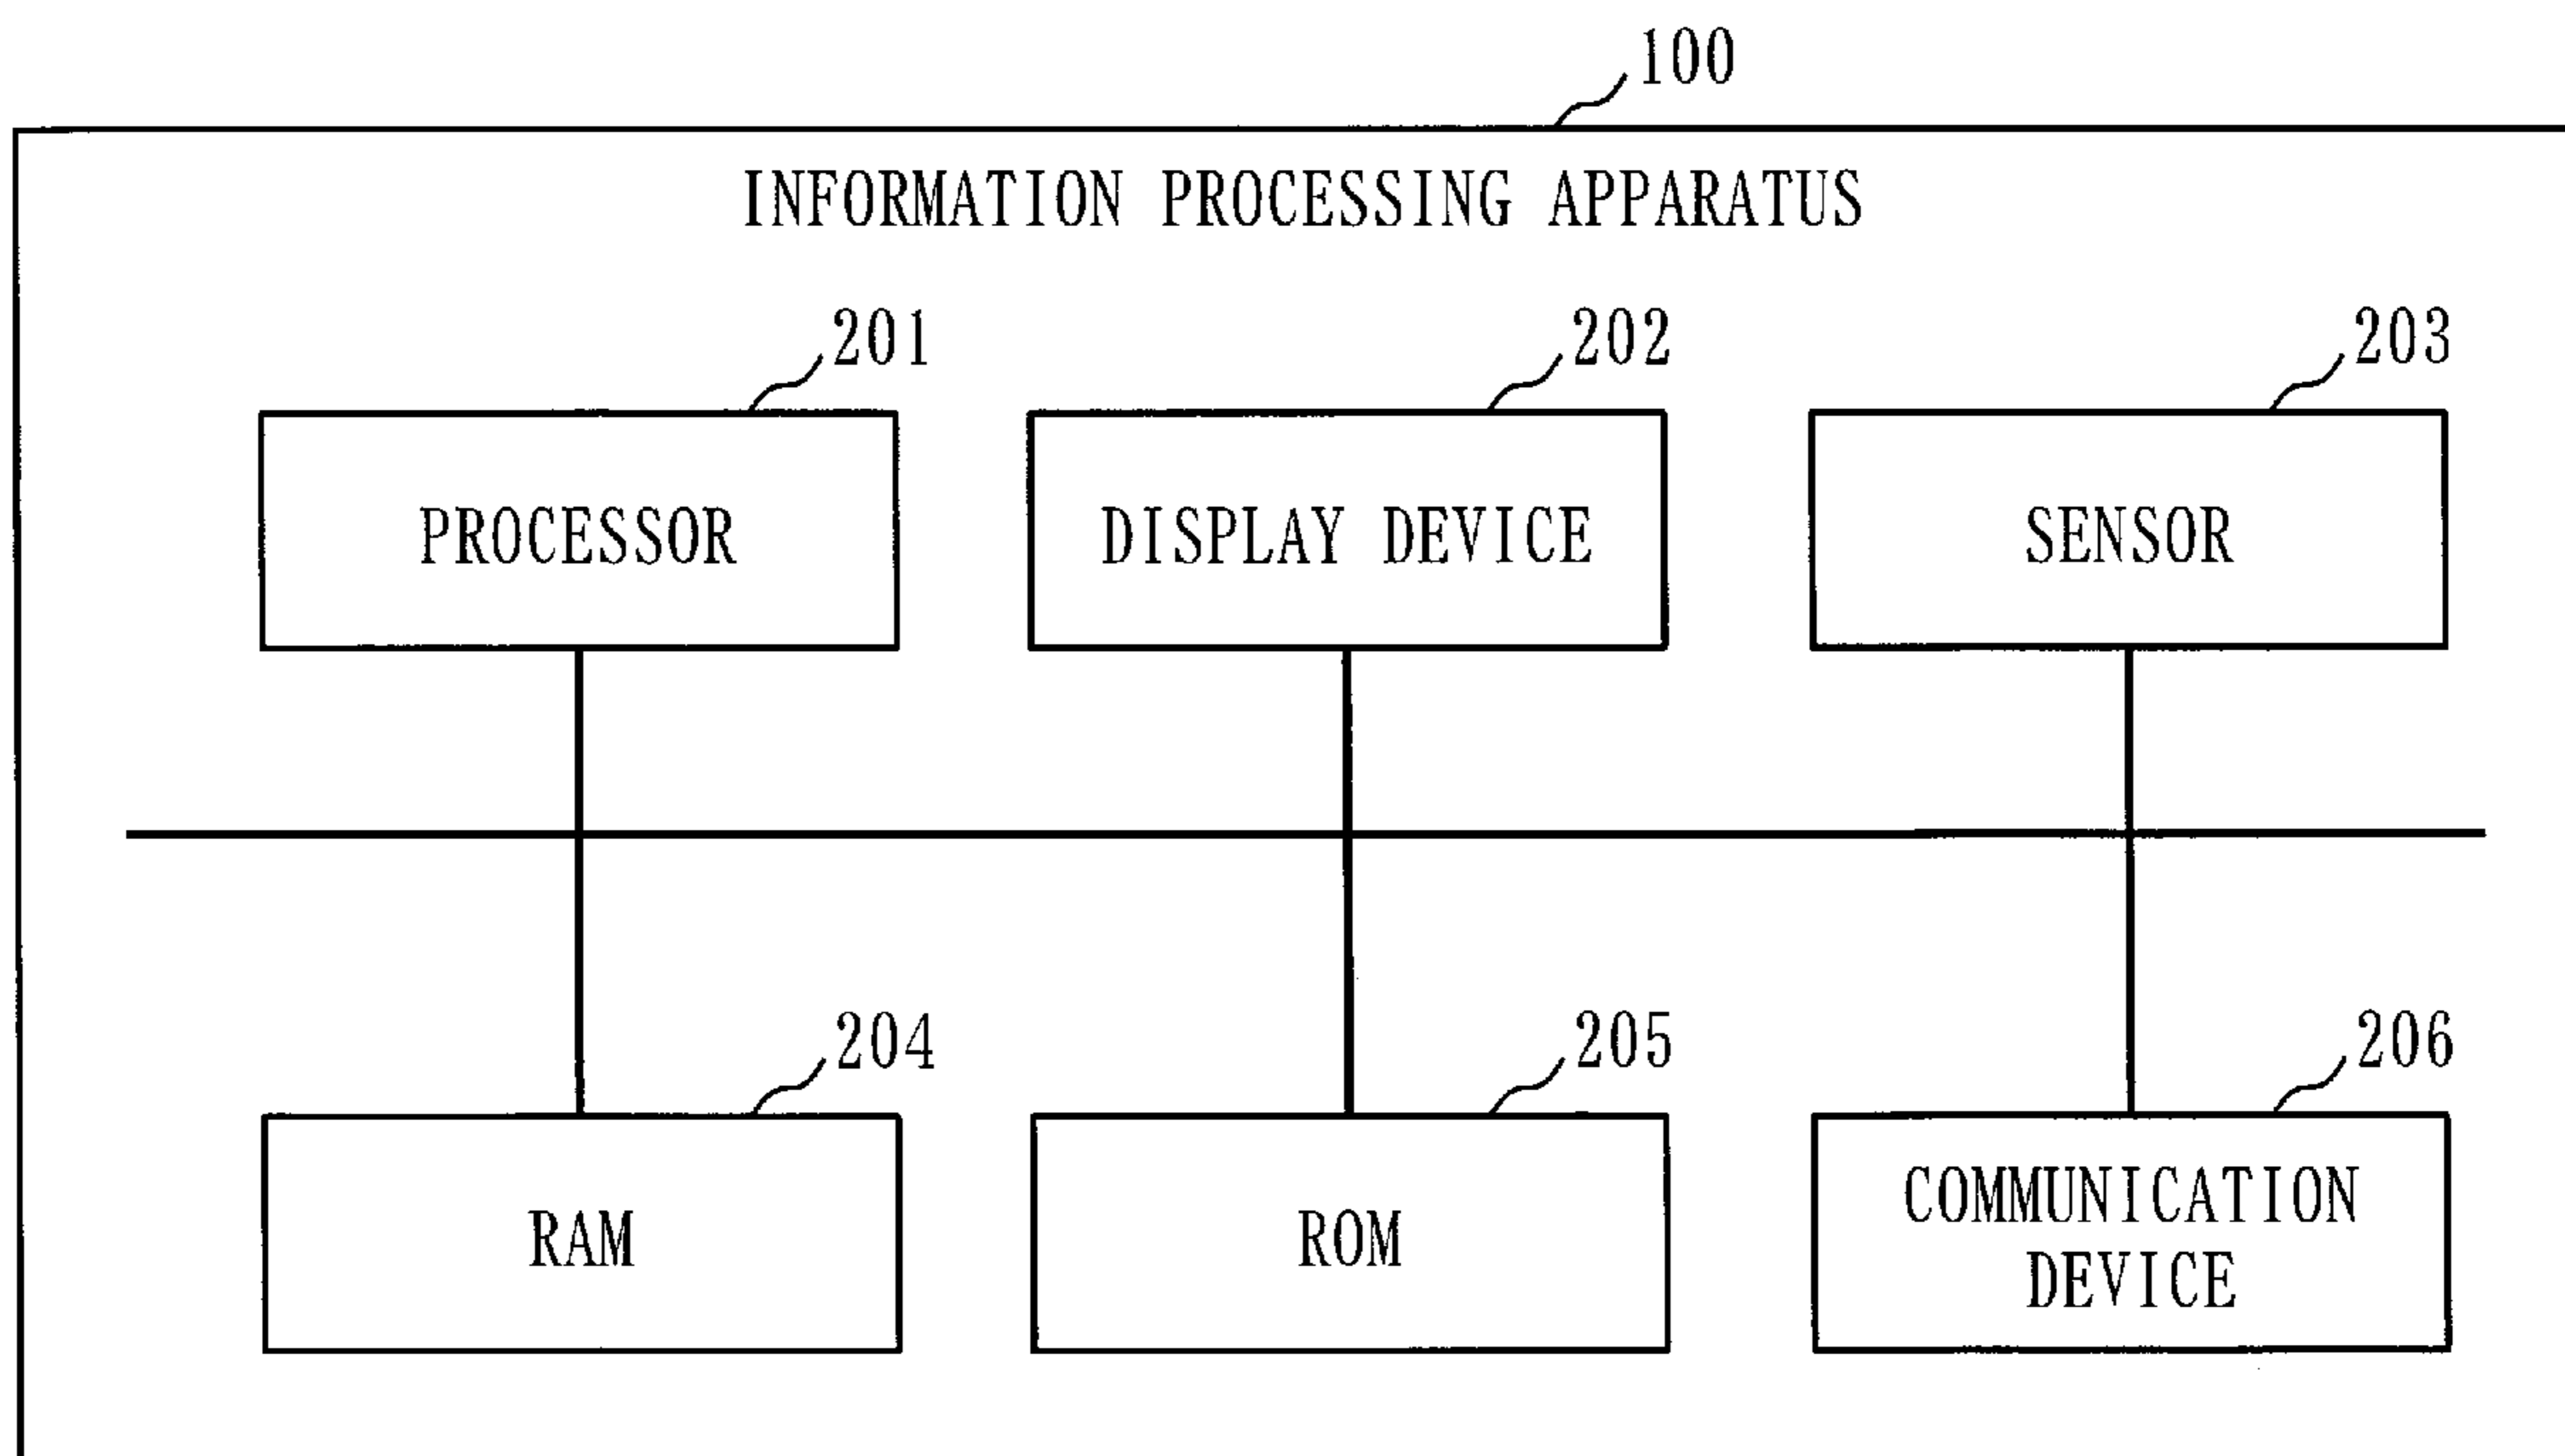 100
INFORMATION PROCESSING APPARATUS
201
202
203
PROCESSOR
DISPLAY DEVICE
SENSOR
204
205
206
RAM
ROM
COMMUNICATION
DEVICE